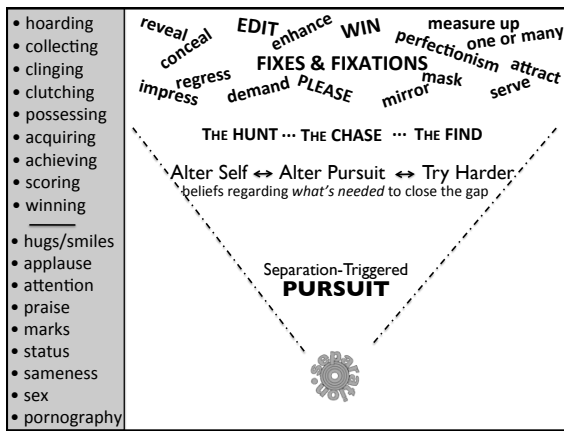 • hoarding
• collecting
• clinging
• clutching
• possessing
• acquiring
• achieving
• scoring
• winning
• hugs/smiles
• applause
• attention
• praise
• marks
• status
• sameness
• sex
• pornography
reveal
conceal
EDIT
enhance
WIN
measure up
perfectionism
one or many
attract
FIXES & FIXATIONS
impress
regress
demand
PLEASE
mirror
mask
serve
THE HUNT ... THE CHASE ... THE FIND
Alter Self ↔ Alter Pursuit ↔ Try Harder
beliefs regarding what's needed to close the gap
Separation-Triggered
PURSUIT
separation